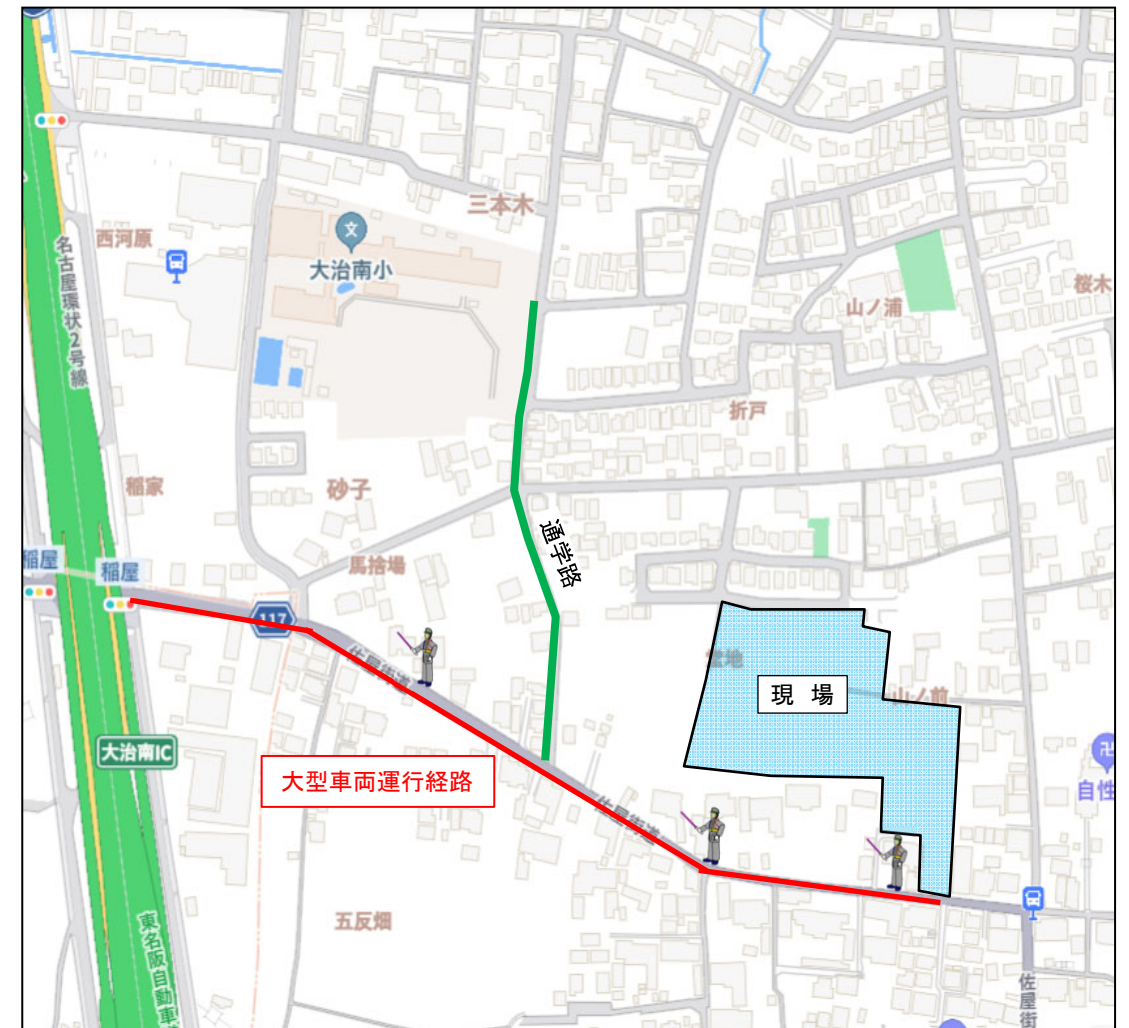 三本木
文
西河原
大治南小
名古屋環状2号線
桜木
山ノ浦
折戸
稲家
砂子
通学路
馬捨場
稲屋
稲屋
117
佐屋街道
山ノ前
現 場
大治南IC
大型車両運行経路
卍
自性
佐屋街道
五反畑
東名阪自動車
佐屋街